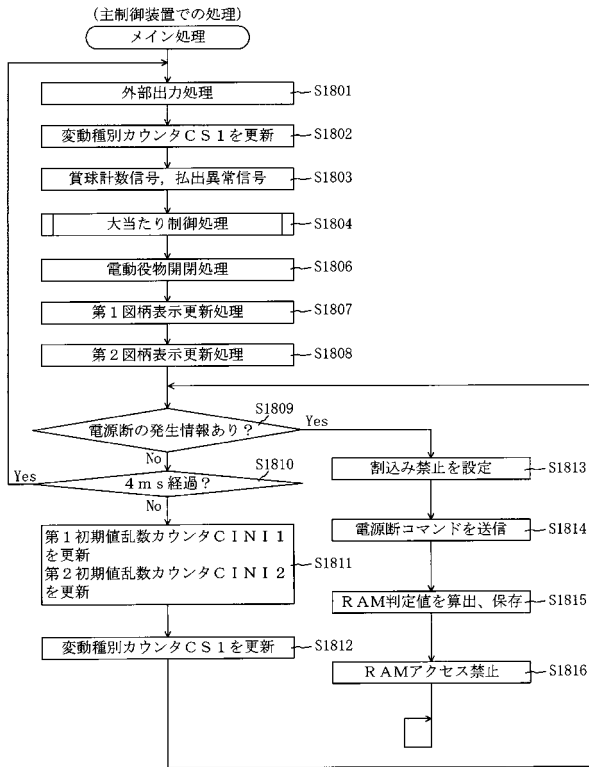 (主制御装置での処理)
メイン処理
外部出力処理
S1801
変動種別カウンタCS1を更新
S1802
賞球計数信号，払出異常信号
S1803
大当たり制御処理
S1804
電動役物開閉処理
S1806
第1図柄表示更新処理
S1807
第2図柄表示更新処理
S1808
S1809
電源断の発生情報あり？
Yes
No
S1810
Yes
4ms経過？
No
第1初期値乱数カウンタCINI1
を更新
第2初期値乱数カウンタCINI2
を更新
S1811
変動種別カウンタCS1を更新
S1812
割込み禁止を設定
S1813
電源断コマンドを送信
S1814
RAM判定値を算出、保存
S1815
RAMアクセス禁止
S1816